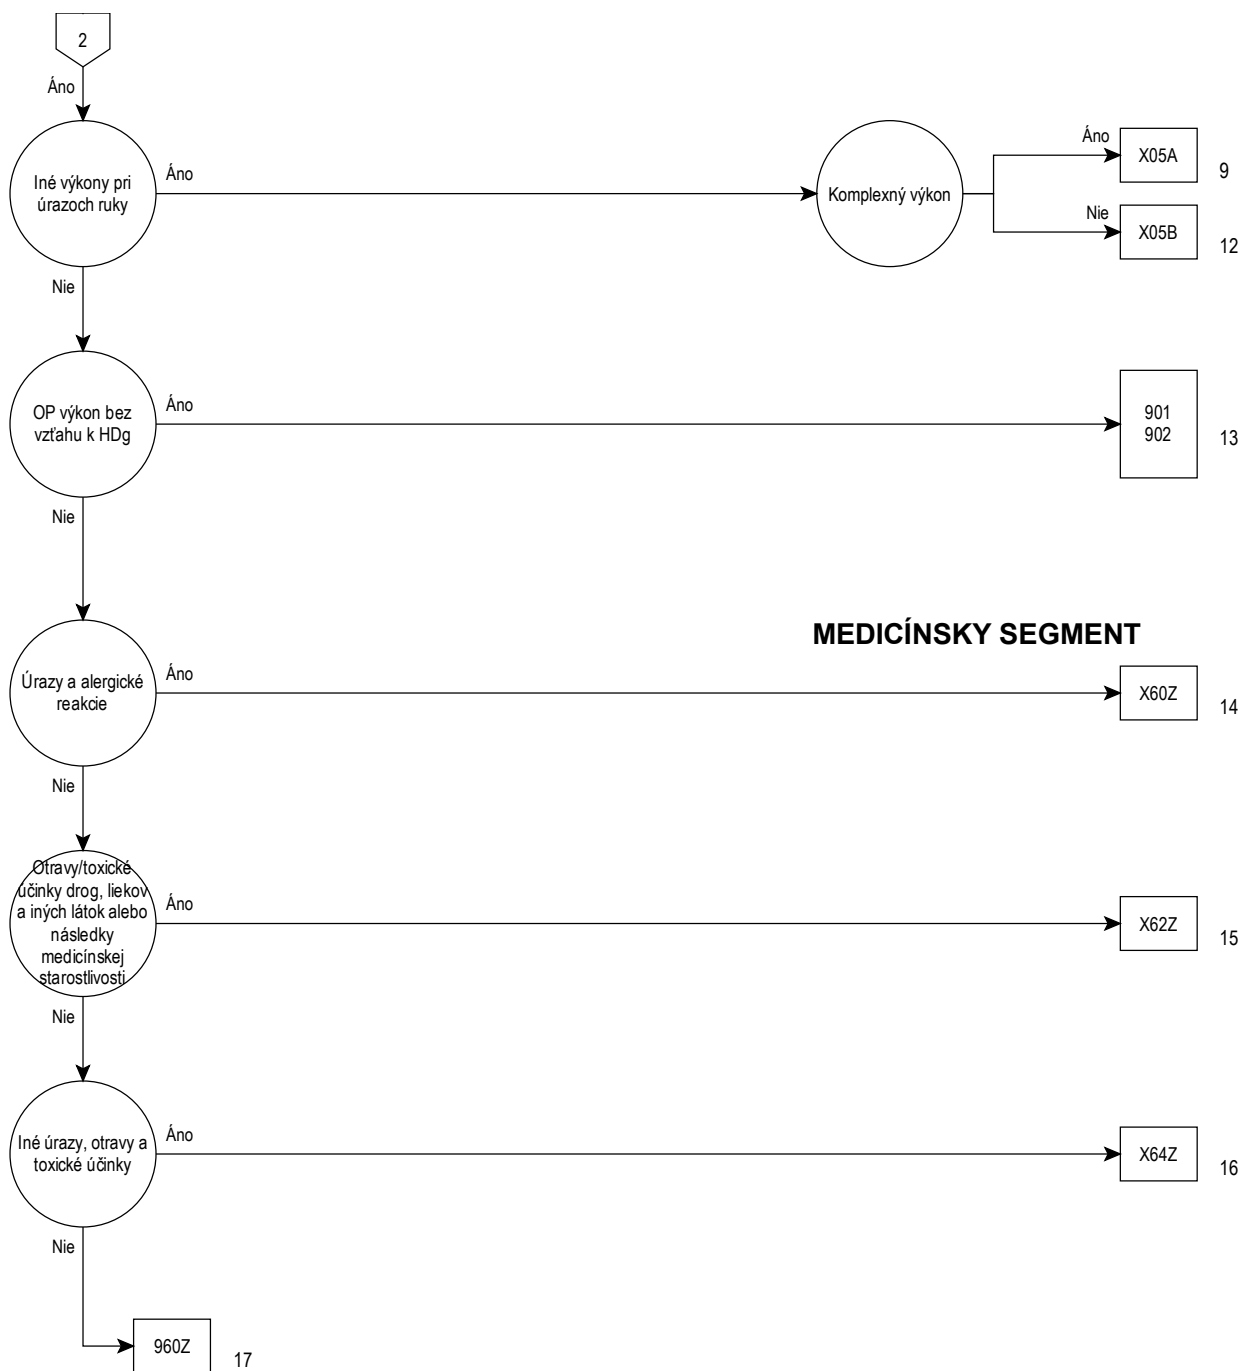 2
Áno
Iné výkony pri
úrazoch ruky
Áno
Komplexný výkon
Áno
X05A
9
Nie
X05B
12
Nie
OP výkon bez
vzťahu k HDg
Áno
901
902
13
Nie
MEDICÍNSKY SEGMENT
Úrazy a alergické
reakcie
Áno
X60Z
14
Nie
Otravy/toxické
účinky drog, liekov
a iných látok alebo
následky
medicínskej
starostlivosti
Áno
X62Z
15
Nie
Iné úrazy, otravy a
toxické účinky
Áno
X64Z
16
Nie
960Z
17